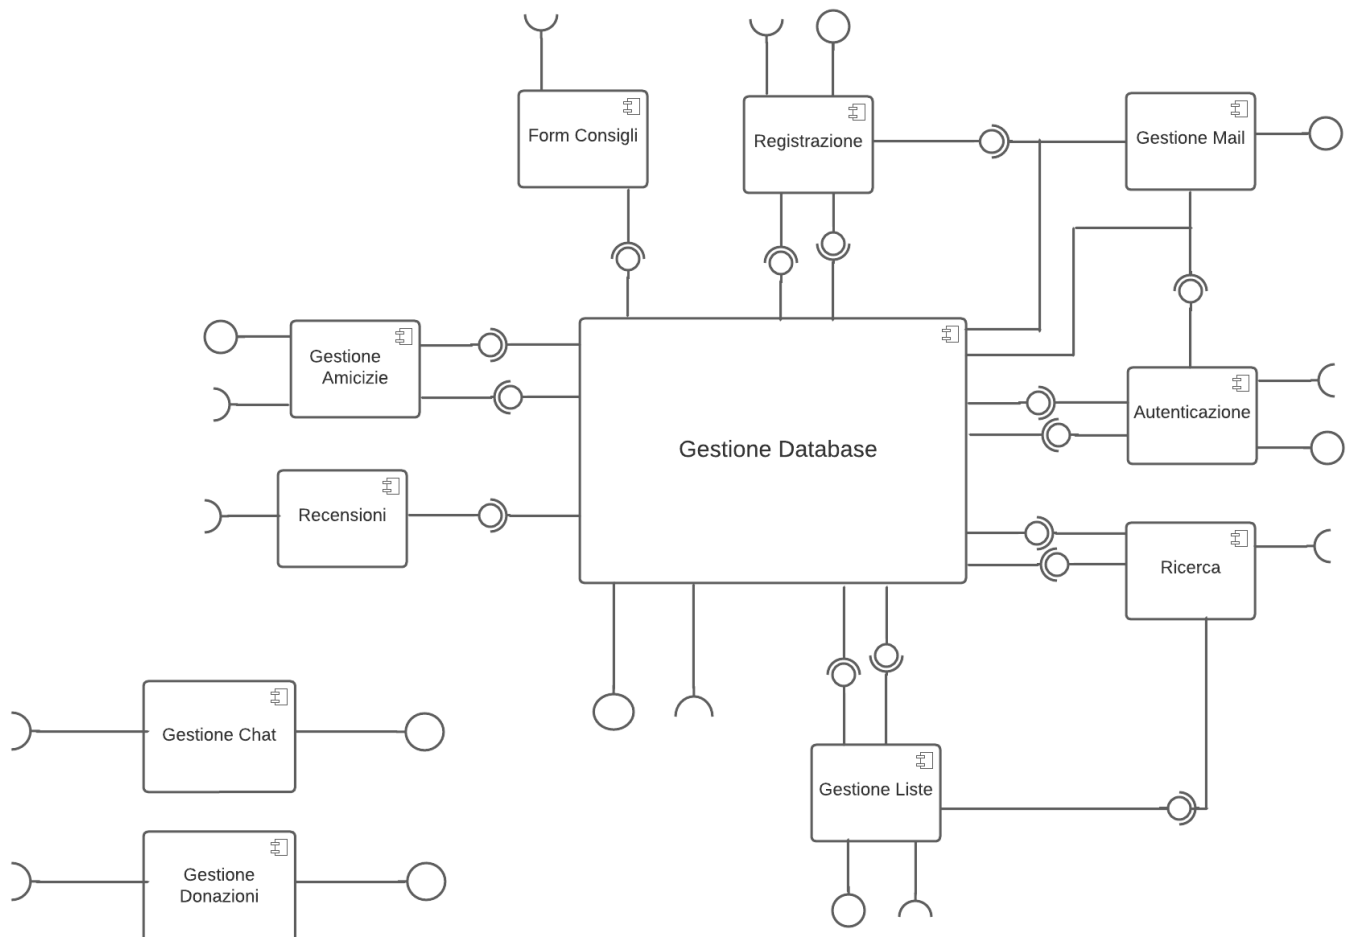 Form Consigli
Registrazione
Gestione Mail
Gestione
Amicizie
Autenticazione
Gestione Database
Recensioni
Ricerca
Gestione Chat
Gestione Liste
Gestione
Donazioni